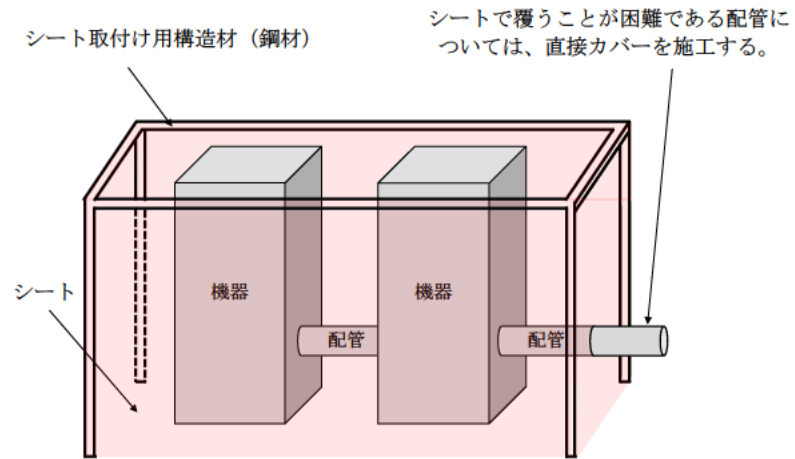 シート取付け用構造材（鋼材）
シートで覆うことが困難である配管に
ついては、直接カバーを施工する。
機器
機器
シート
配管
配管